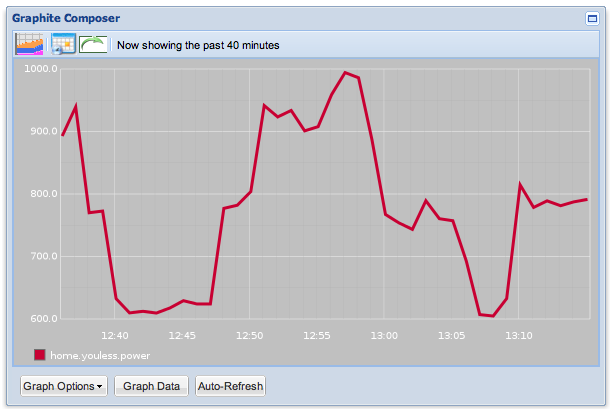 Graphite Composer
Now showing the past 40 minutes
1000.0
900.0
800.0
700.0
600.0
12:40 12:45 12:50 12:55 13:00 13:05 13:10
home.youless.power
Graph Options Graph Data Auto-Refresh